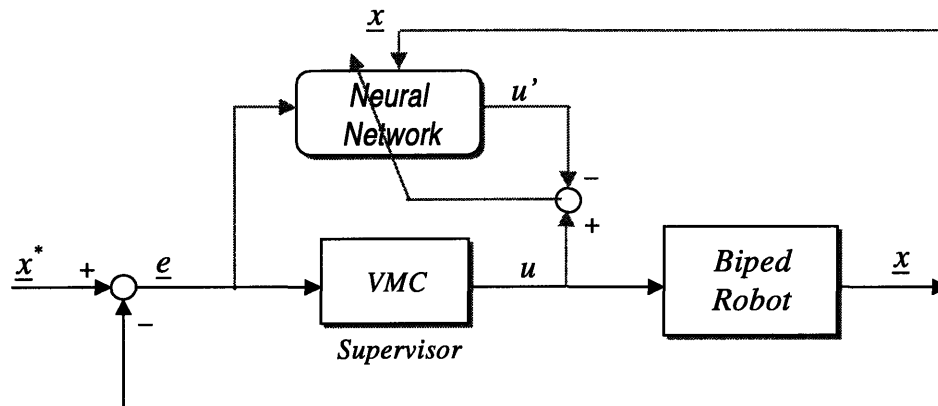 x
Neural
Network
u'
−
+
x*
+
e
−
VMC
Supervisor
u
Biped
Robot
x